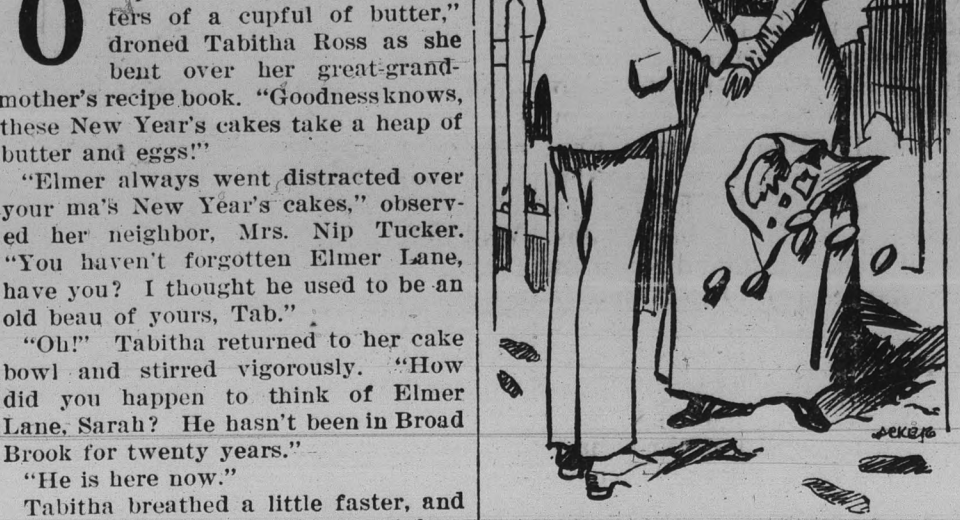 O
ters of a cupful of butter,"
droned Tabitha Ross as she
bent over her great-grand-
mother's recipe book. "Goodness knows,
these New Year's cakes take a heap of
butter and eggs!"
"Elmer always went distracted over
your ma's New Year's cakes," observ-
ed her neighbor, Mrs. Nip Tucker.
"You haven't forgotten Elmer Lane,
have you? I thought he used to be an
old beau of yours, Tab."
"Oh!" Tabitha returned to her cake
bowl and stirred vigorously. "How
did you happen to think of Elmer
Lane, Sarah? He hasn't been in Broad
Brook for twenty years."
"He is here now."
Tabitha breathed a little faster, and